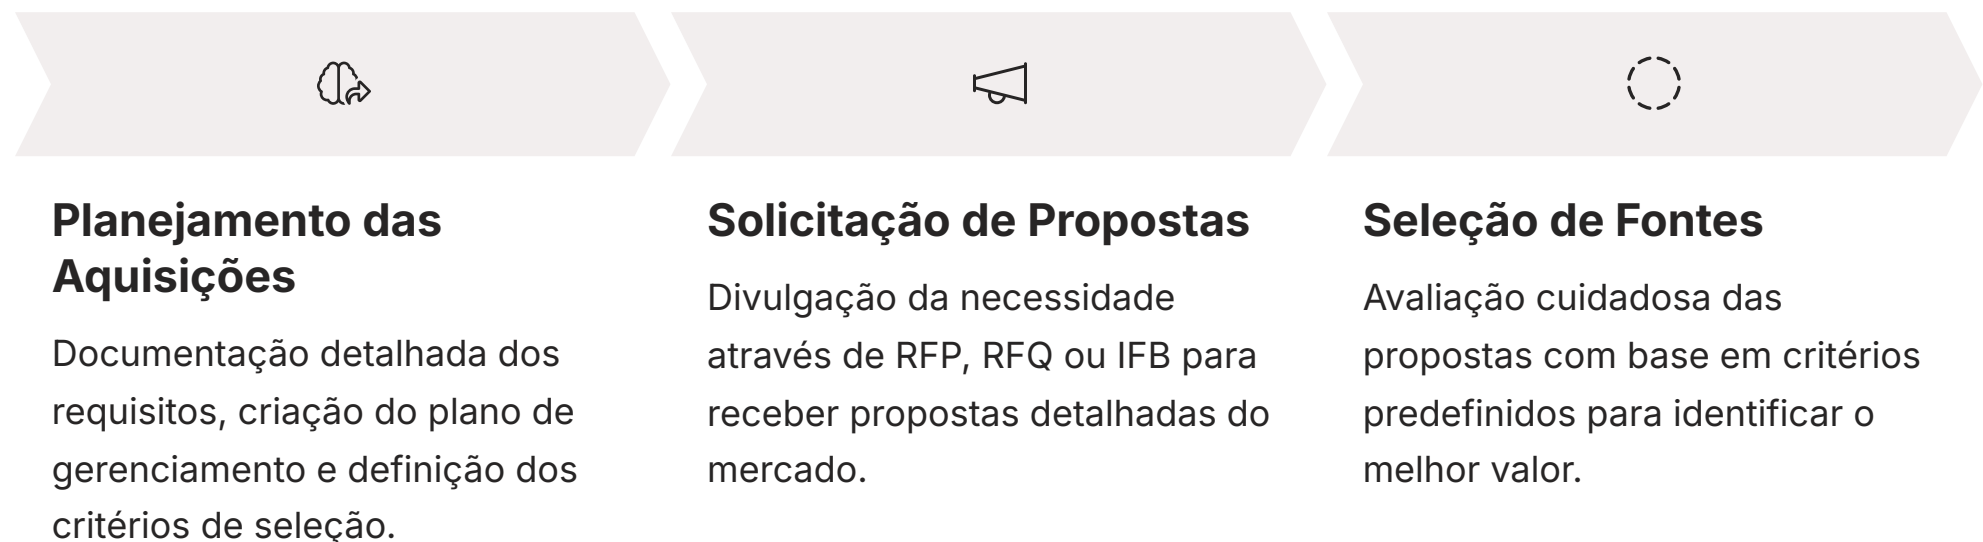 Planejamento das
Aquisições
Documentação detalhada dos
requisitos, criação do plano de
gerenciamento e definição dos
critérios de seleção.
Solicitação de Propostas
Divulgação da necessidade
através de RFP, RFQ ou IFB para
receber propostas detalhadas do
mercado.
Seleção de Fontes
Avaliação cuidadosa das
propostas com base em critérios
predefinidos para identificar o
melhor valor.